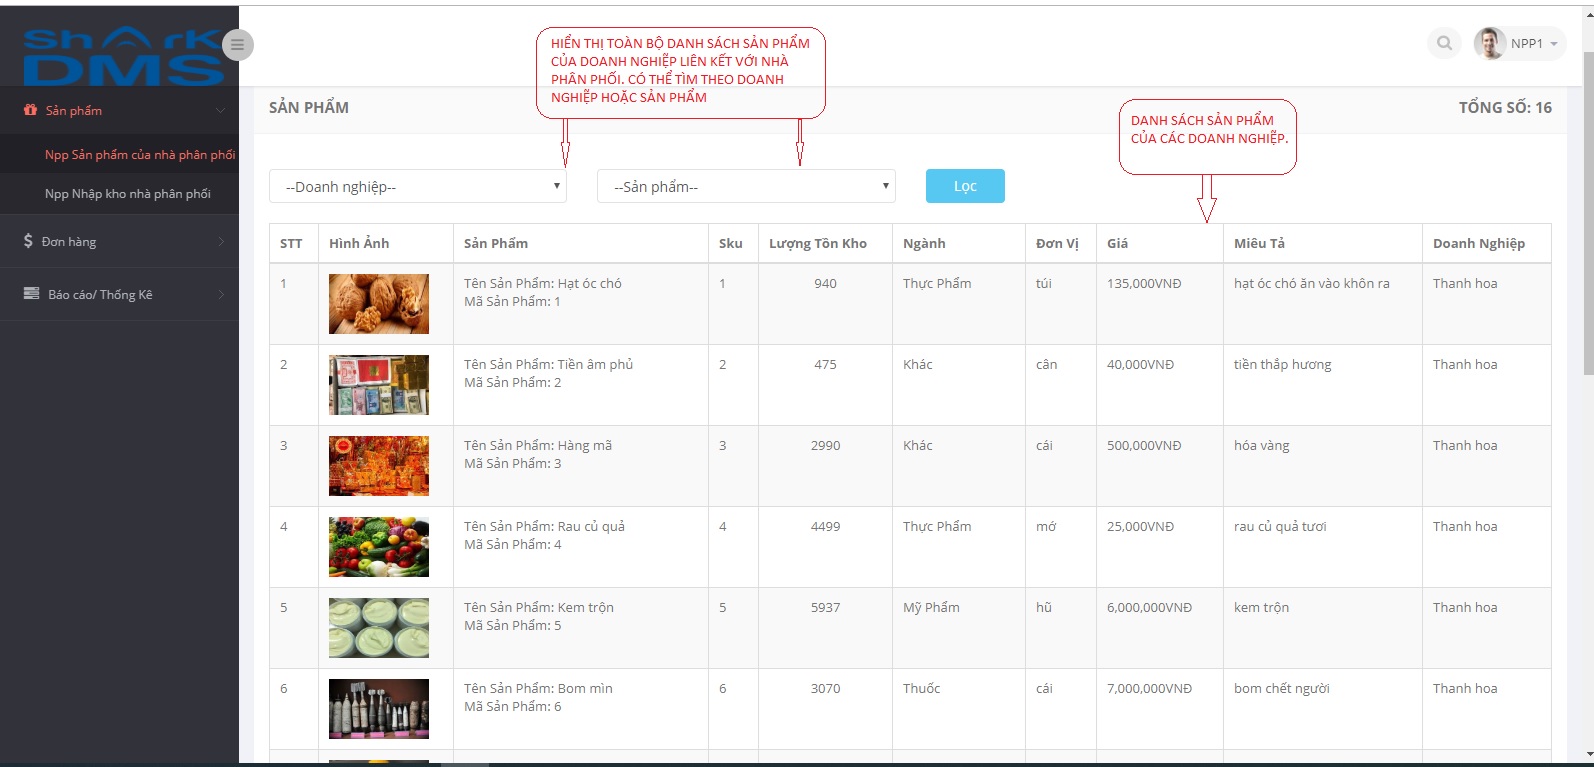 Shark
DMS
NPP1
HIỂN THỊ TOÀN BỘ DANH SÁCH SẢN PHẨM
CỦA DOANH NGHIỆP LIÊN KẾT VỚI NHÀ
PHÂN PHỐI. CÓ THỂ TÌM THEO DOANH
NGHIỆP HOẶC SẢN PHẨM
Sản phẩm
Npp Sản phẩm của nhà phân phối
Npp Nhập kho nhà phân phối
Đơn hàng
Báo cáo/ Thống Kê
SẢN PHẨM
TỔNG SỐ: 16
DANH SÁCH SẢN PHẨM
CỦA CÁC DOANH NGHIỆP.
--Doanh nghiệp-- --Sản phẩm-- Lọc
STT Hình Ảnh Sản Phẩm Sku Lượng Tồn Kho Ngành Đơn Vị Giá Miêu Tả Doanh Nghiệp
1 Tên Sản Phẩm: Hạt óc chó 1 940 Thực Phẩm túi 135,000VNĐ hạt óc chó ăn vào khôn ra Thanh hoa
Mã Sản Phẩm: 1
2 Tên Sản Phẩm: Tiền âm phủ 2 475 Khác cân 40,000VNĐ tiền thắp hương Thanh hoa
Mã Sản Phẩm: 2
3 Tên Sản Phẩm: Hàng mã 3 2990 Khác cái 500,000VNĐ hóa vàng Thanh hoa
Mã Sản Phẩm: 3
4 Tên Sản Phẩm: Rau củ quả 4 4499 Thực Phẩm mớ 25,000VNĐ rau củ quả tươi Thanh hoa
Mã Sản Phẩm: 4
5 Tên Sản Phẩm: Kem trộn 5 5937 Mỹ Phẩm hũ 6,000,000VNĐ kem trộn Thanh hoa
Mã Sản Phẩm: 5
6 Tên Sản Phẩm: Bom mìn 6 3070 Thuốc cái 7,000,000VNĐ bom chết người Thanh hoa
Mã Sản Phẩm: 6